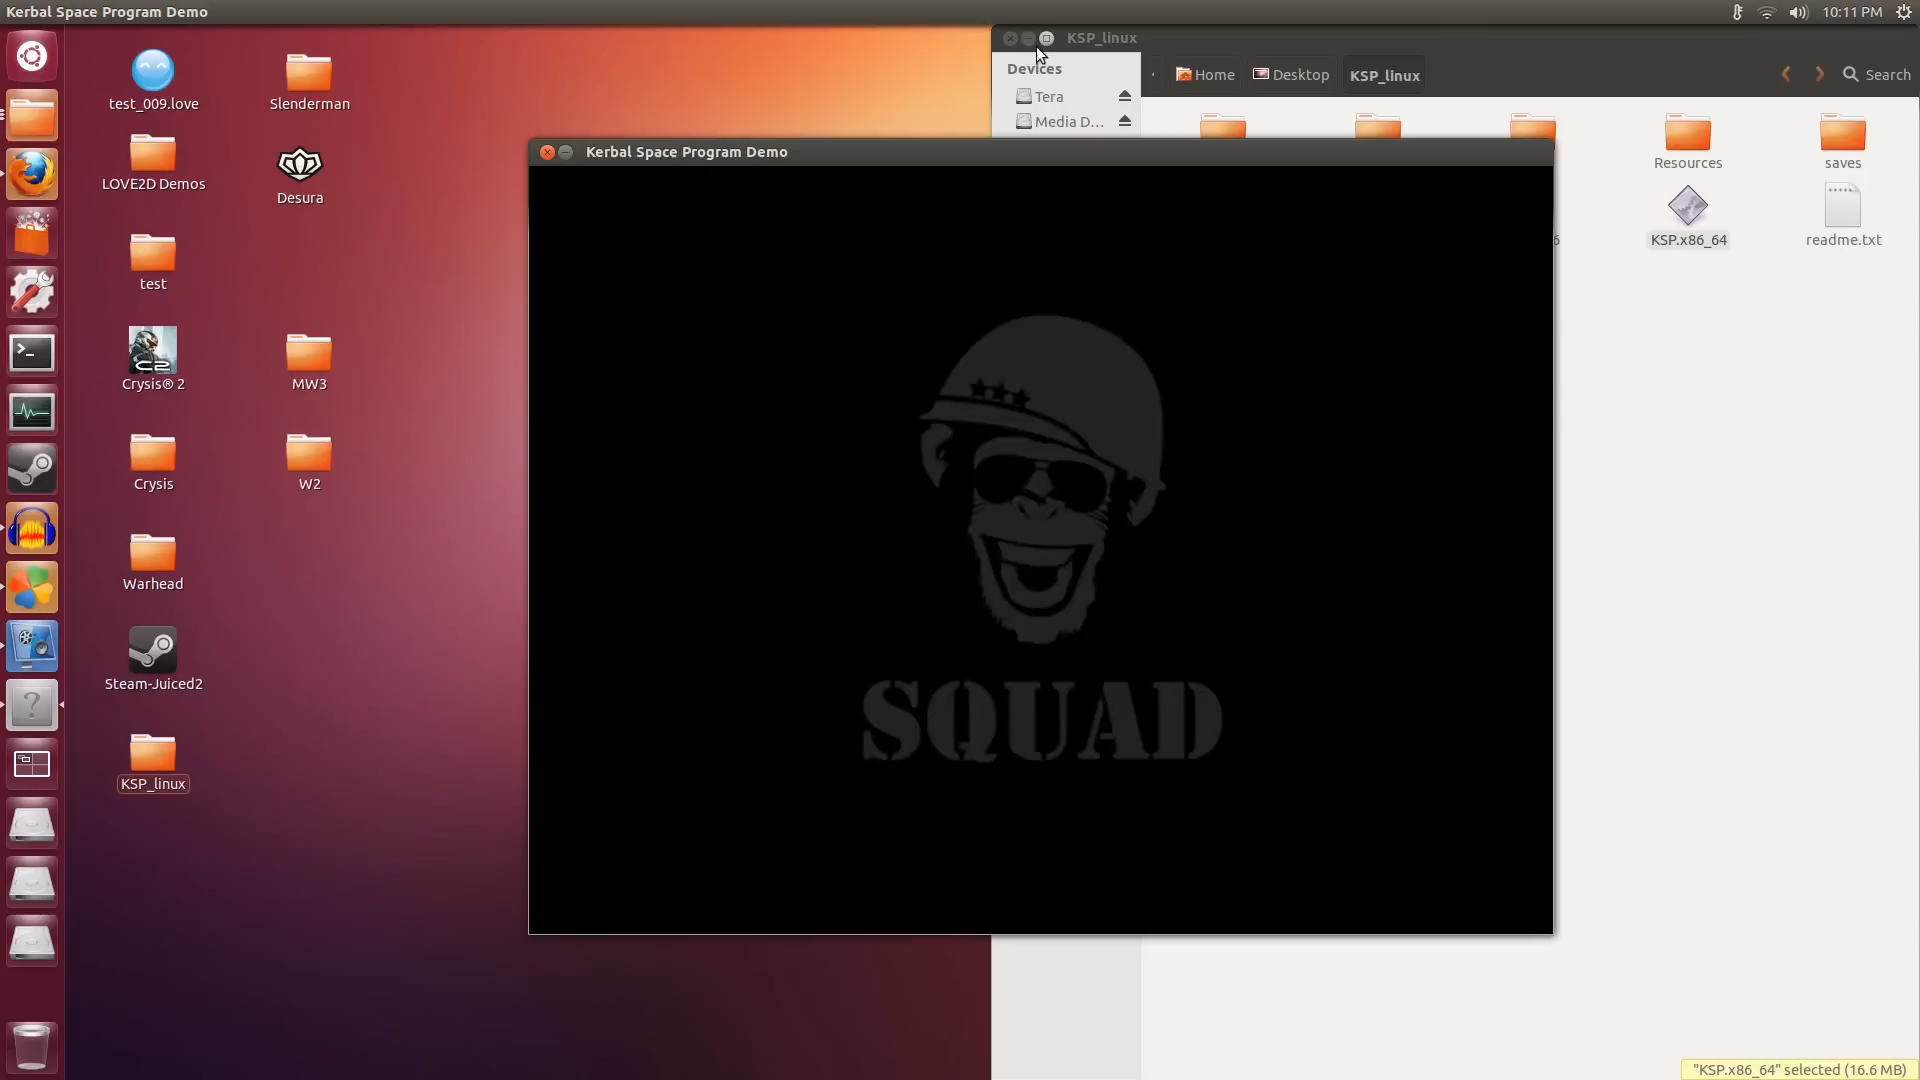 Kerbal Space Program Demo
10:11 PM
test_009.love
Slenderman
LOVE2D Demos
Desura
test
Crysis® 2
C2
MW3
Crysis
W2
Warhead
Steam-Juiced2
KSP_linux
KSP_linux
Devices
Tera
Media D...
Home
Desktop
KSP_linux
Search
Resources
saves
6
KSP.x86_64
readme.txt
Kerbal Space Program Demo
SQUAD
"KSP.x86_64" selected (16.6 MB)